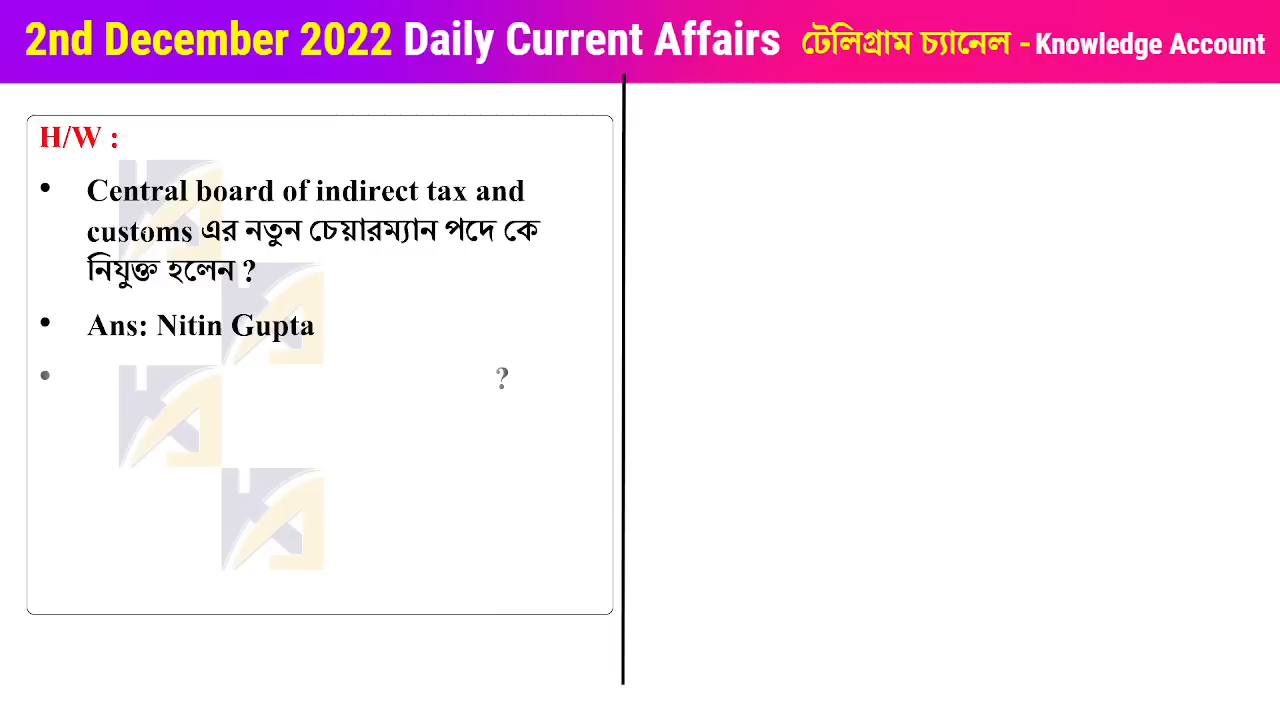 2nd December 2022 Daily Current Affairs টেলিগ্রাম চ্যানেল - Knowledge Account
H/W :
• Central board of indirect tax and
customs এর নতুন চেয়ারম্যান পদে কে
নিযুক্ত হলেন ?
• Ans: Nitin Gupta
• ?